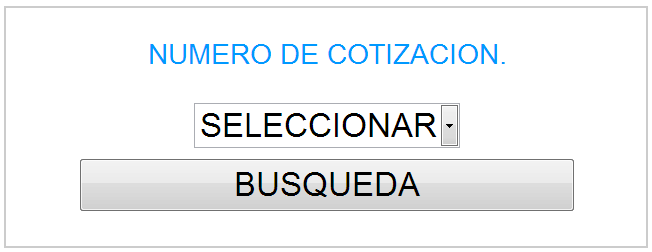 NUMERO DE COTIZACION.
SELECCIONAR
BUSQUEDA